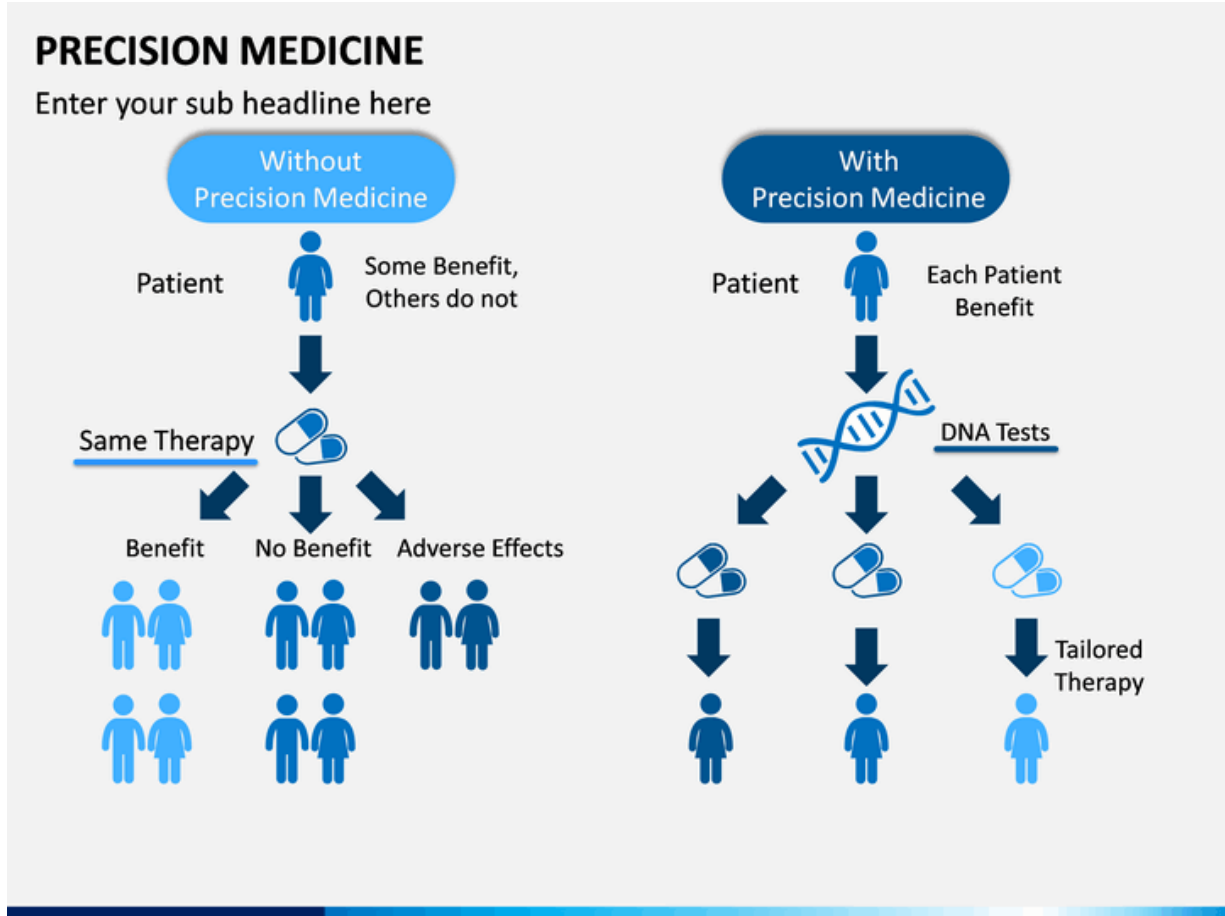 PRECISION MEDICINE
Enter your sub headline here
Without
Precision Medicine
Patient
Some Benefit,
Others do not
Same Therapy
Benefit
No Benefit
Adverse Effects
With
Precision Medicine
Patient
Each Patient
Benefit
DNA Tests
Tailored
Therapy